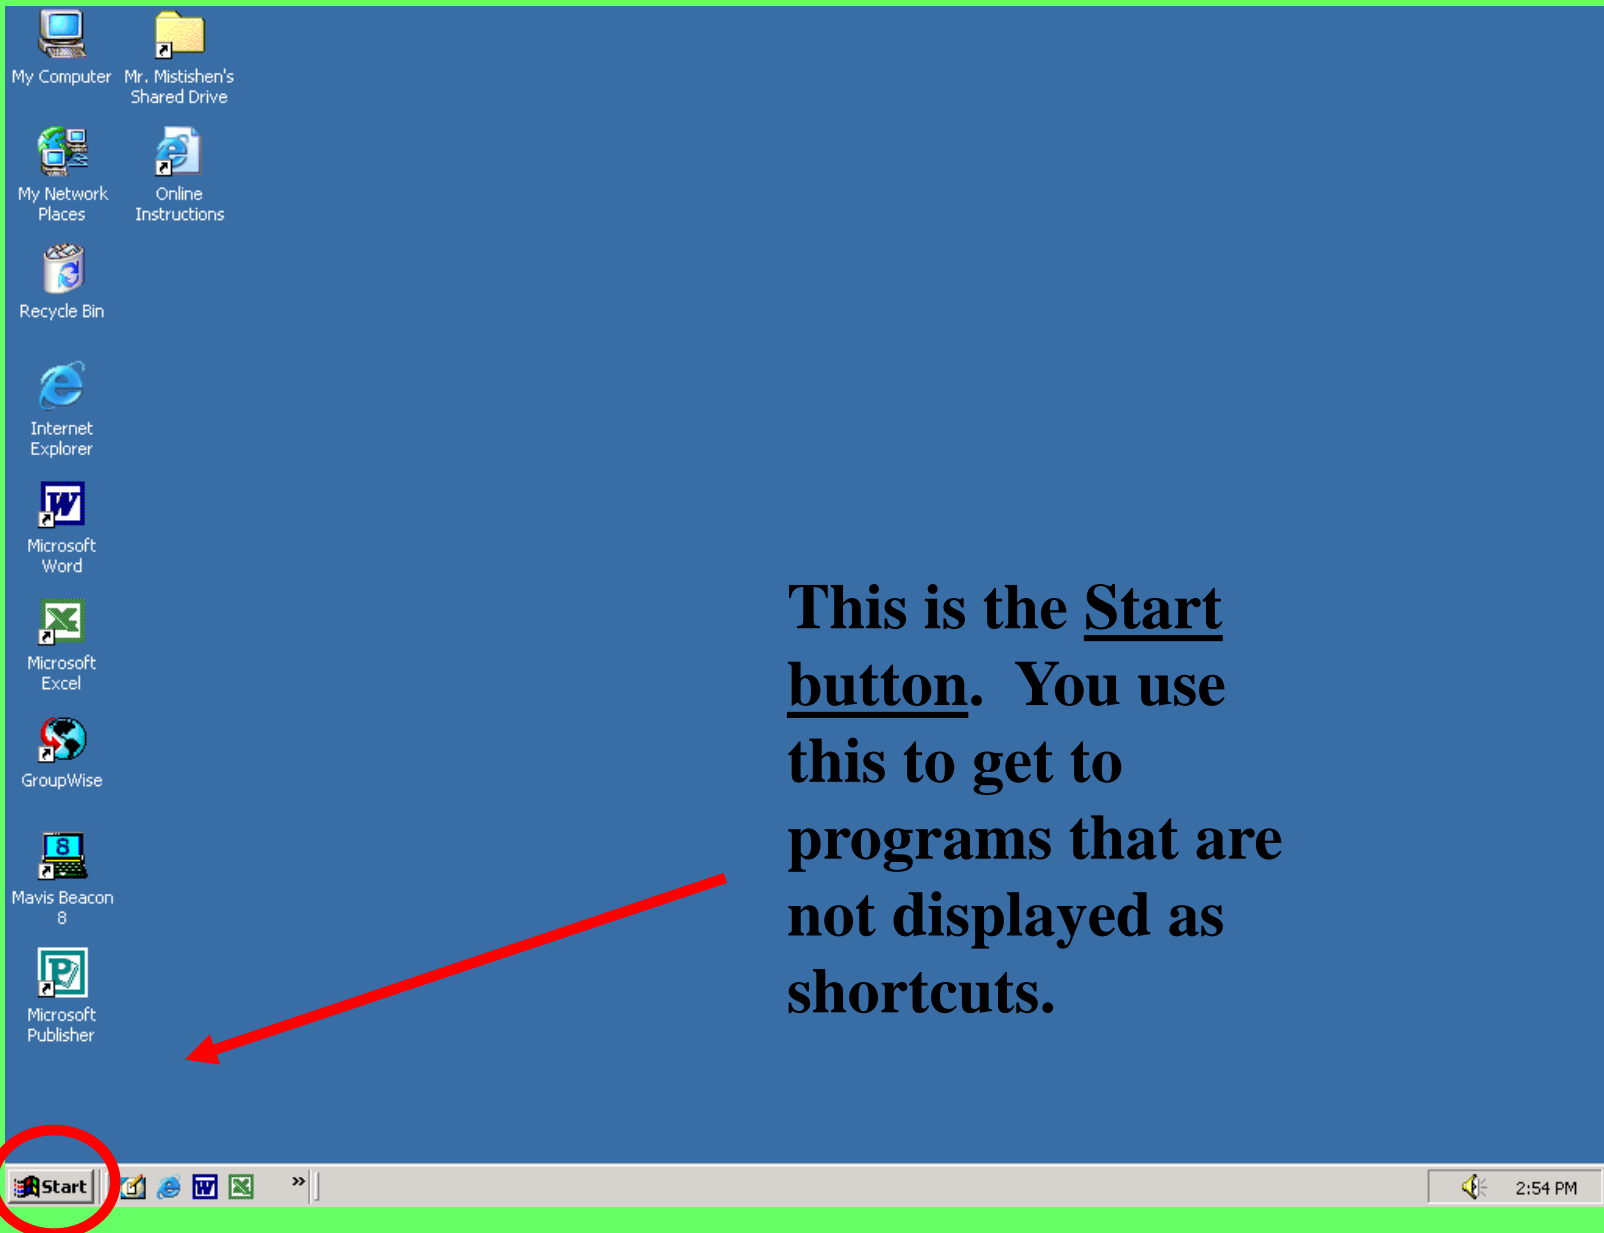 My Computer
Mr. Mistishen's
Shared Drive
My Network
Places
Online
Instructions
Recycle Bin
Internet
Explorer
Microsoft
Word
Microsoft
Excel
GroupWise
8
Mavis Beacon
8
Microsoft
Publisher
This is the Start
button.  You use
this to get to
programs that are
not displayed as
shortcuts.
Start
»
2:54 PM